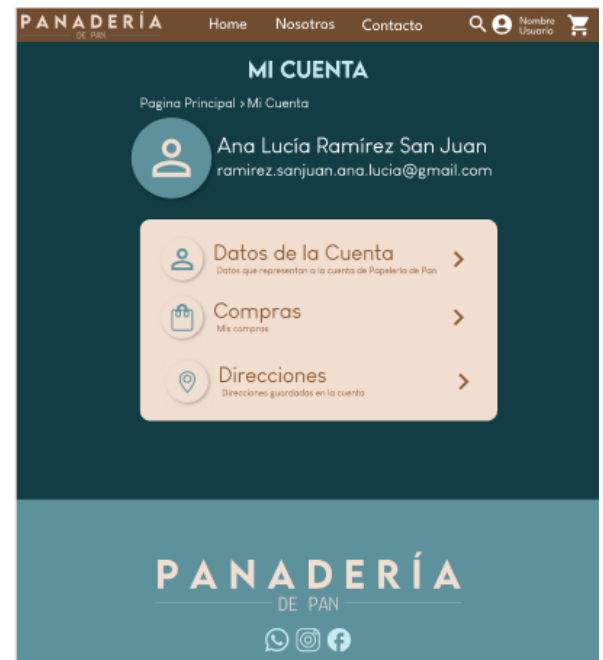 PANADERÍA
DE PAN
Home Nosotros Contacto
Nombre
Usuario
MI CUENTA
Pagina Principal >Mi Cuenta
Ana Lucía Ramírez San Juan
ramirez.sanjuan.ana.lucia@gmail.com
Datos de la Cuenta
Datos que representan a la cuenta de Papelería de Pan
Compras
Mis compras
Direcciones
Direcciones guardadas en la cuenta
PANADERÍA
DE PAN